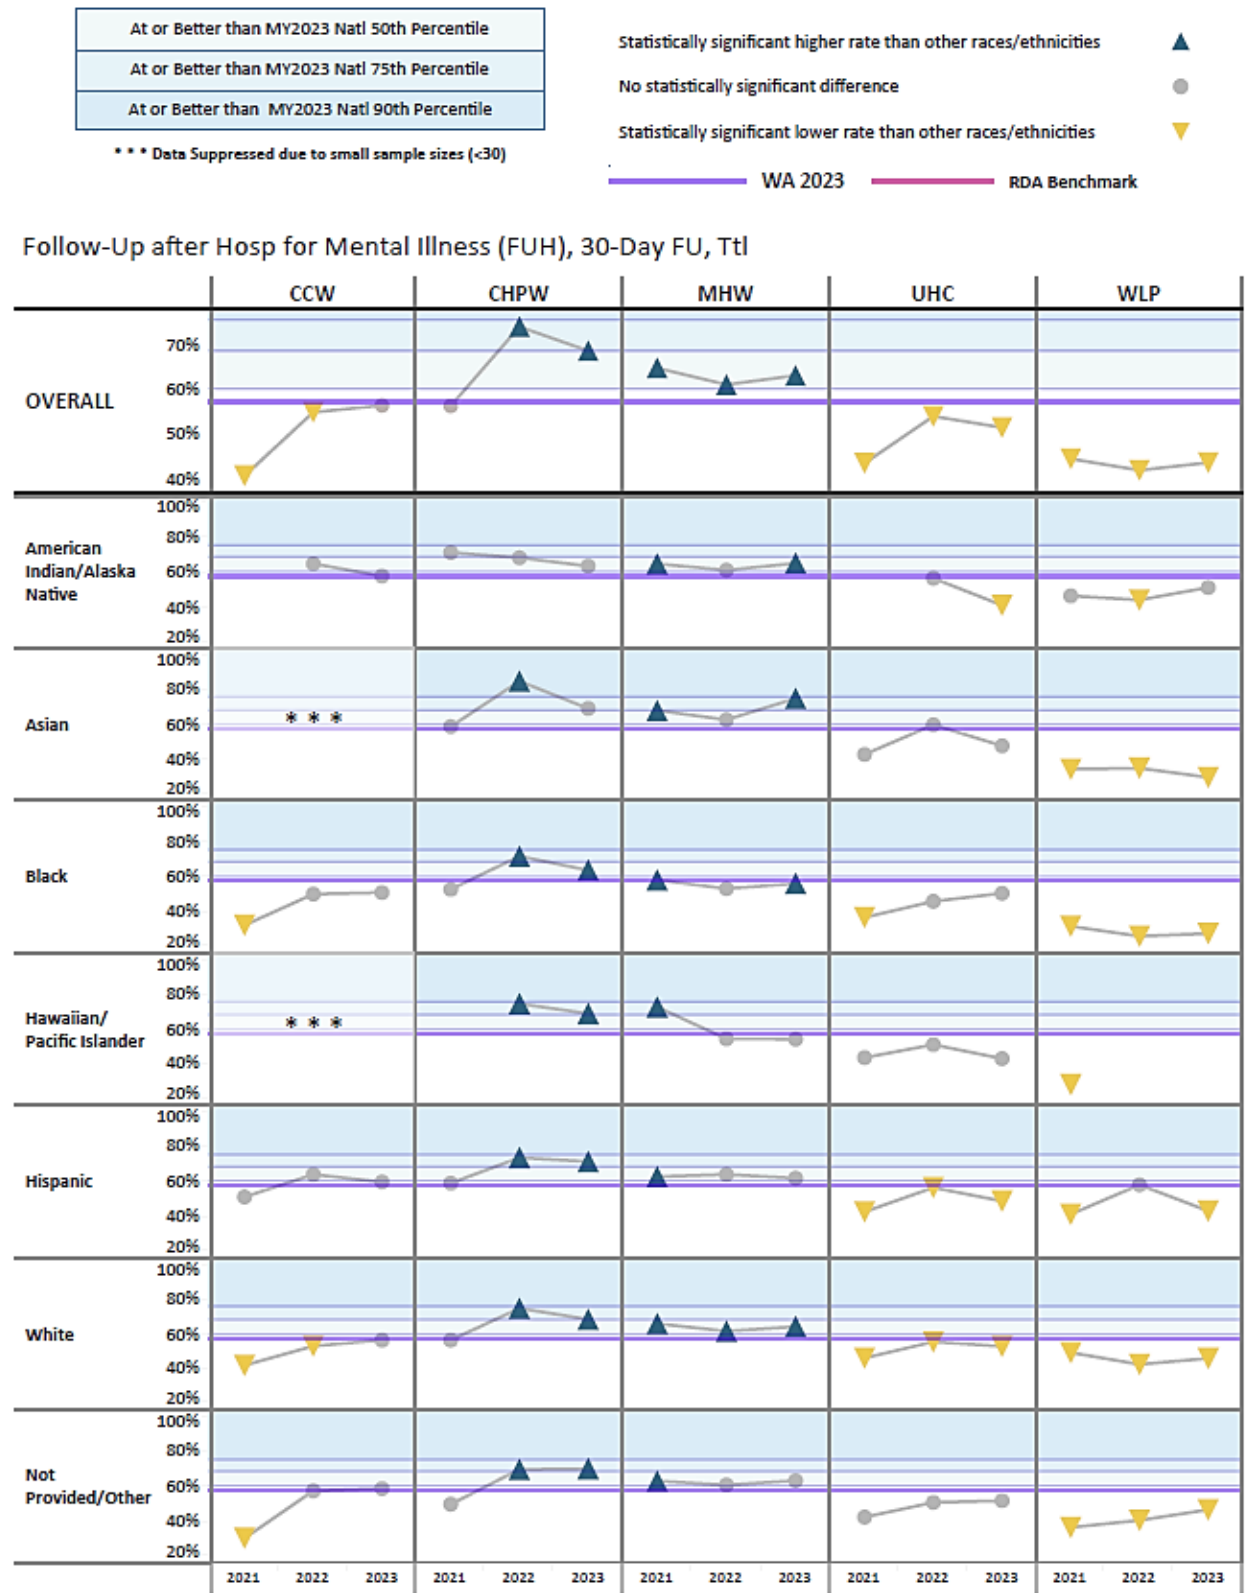 At or Better than MY2023 Natl 50th Percentile
At or Better than MY2023 Natl 75th Percentile
At or Better than MY2023 Natl 90th Percentile
* * * Data Suppressed due to small sample sizes (<30)
Statistically significant higher rate than other races/ethnicities
No statistically significant difference
Statistically significant lower rate than other races/ethnicities
WA 2023 RDA Benchmark
Follow-Up after Hosp for Mental Illness (FUH), 30-Day FU, Ttl
CCW CHPW MHW UHC WLP
OVERALL
70%
60%
50%
40%
American
Indian/Alaska
Native
100%
80%
60%
40%
20%
Asian
100%
80%
60%
40%
20%
* * *
Black
100%
80%
60%
40%
20%
Hawaiian/
Pacific Islander
100%
80%
60%
40%
20%
* * *
Hispanic
100%
80%
60%
40%
20%
White
100%
80%
60%
40%
20%
Not
Provided/Other
100%
80%
60%
40%
20%
2021 2022 2023 2021 2022 2023 2021 2022 2023 2021 2022 2023 2021 2022 2023